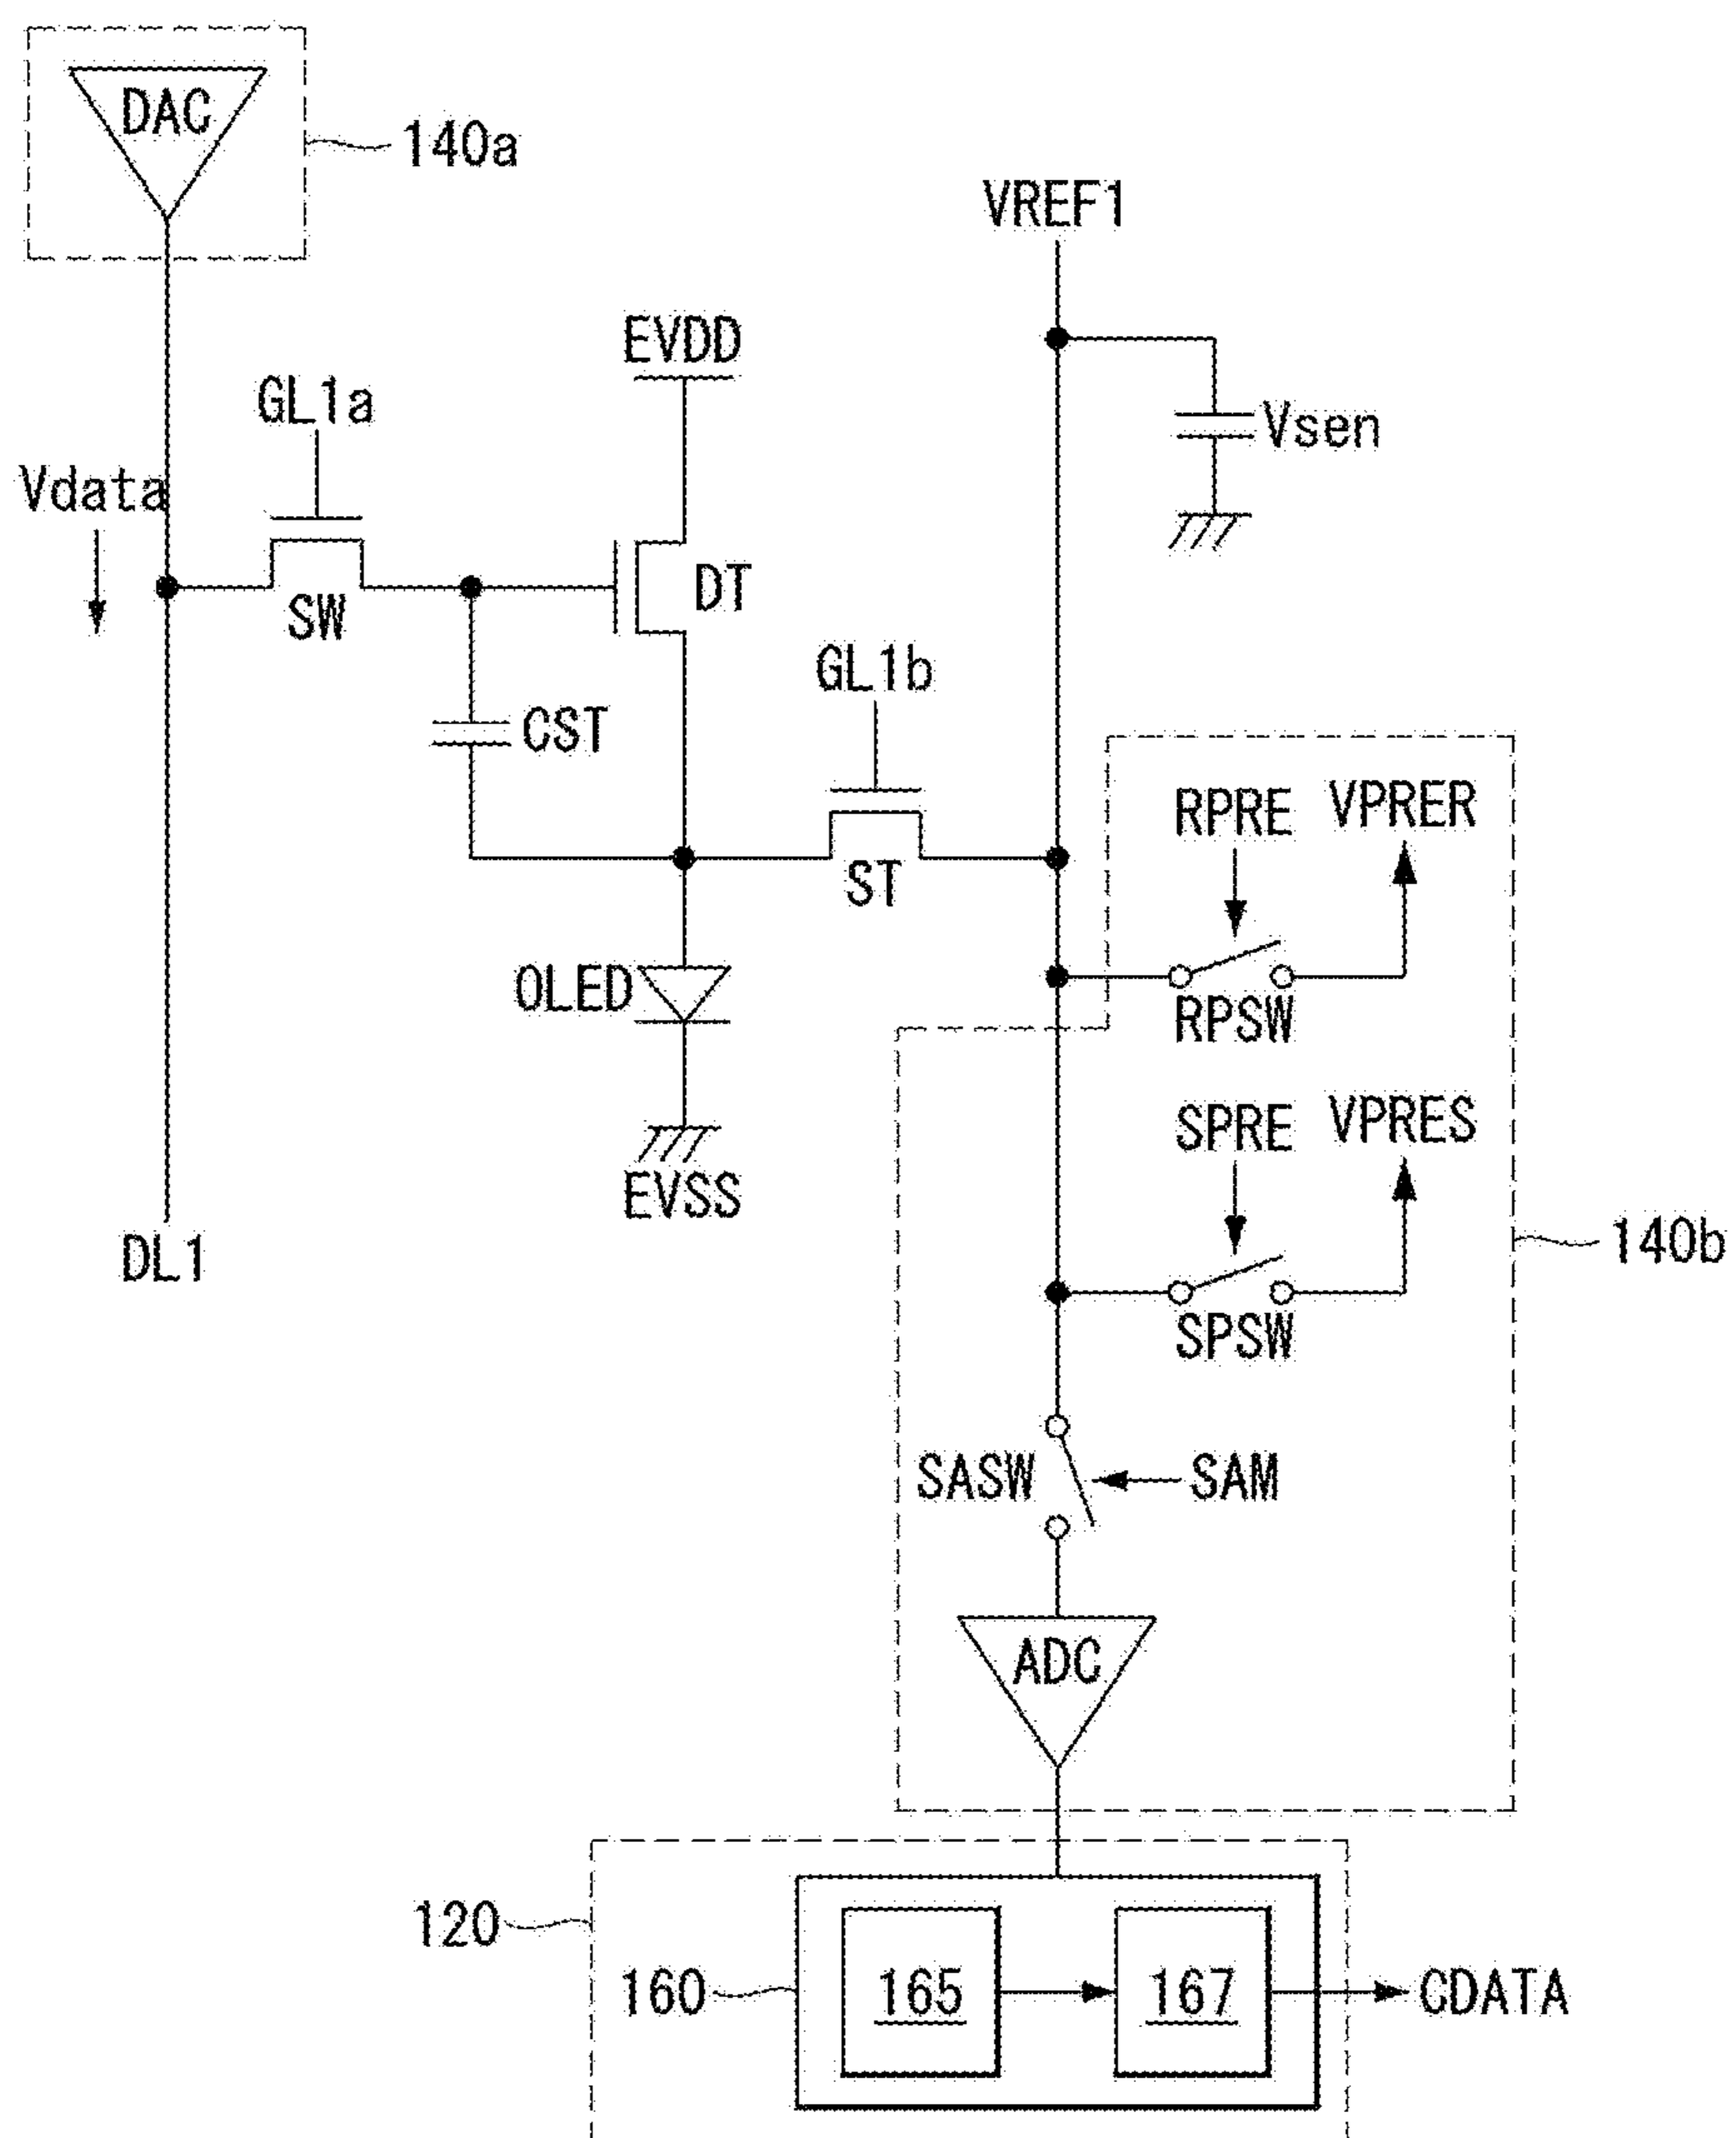 DAC
140a
VREF1
EVDD
GL1a
Vsen
Vdata
DT
SW
GL1b
CST
RPRE
VPRER
ST
OLED
RPSW
SPRE
VPRES
EVSS
140b
DL1
SPSW
SASW
SAM
ADC
120
160
165
167
CDATA